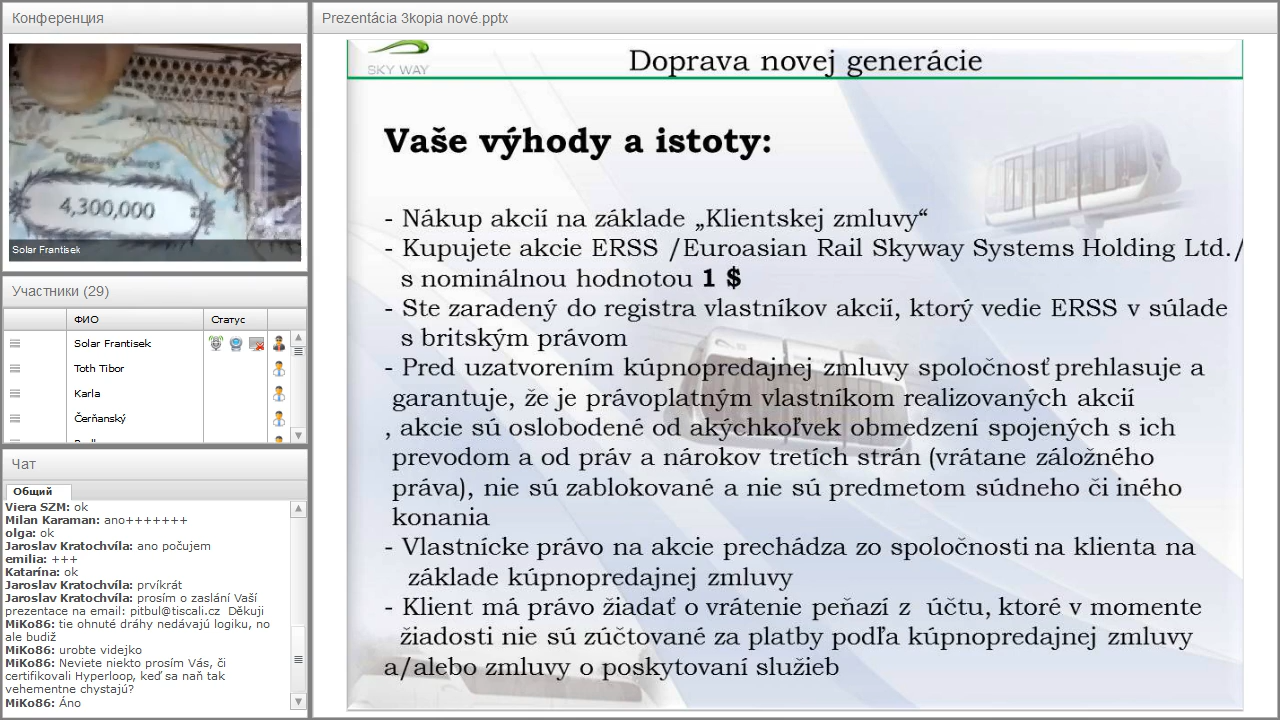 Конференция
Ordinary Shares
4,300,000
Solar Frantisek
Участники (29)
ФИО Статус
Solar Frantisek
Toth Tibor
Karla
Čerňanský
Чат
Общий
Viera SZM: ok
Milan Karaman: ano+++++++
olga: ok
Jaroslav Kratochvíla: ano počujem
emilia: +++
Katarína: ok
Jaroslav Kratochvíla: prvíkrát
Jaroslav Kratochvíla: prosím o zaslání Vaší
prezentace na email: pitbul@tiscali.cz Děkuji
MiKo86: tie ohnuté dráhy nedávajú logiku, no
ale budiž
MiKo86: urobte videjko
MiKo86: Neviete niekto prosím Vás, či
certifikovali Hyperloop, keď sa naň tak
vehementne chystajú?
MiKo86: Áno
Prezentácia 3kopia nové.pptx
SKY WAY
Doprava novej generácie
Vaše výhody a istoty:
- Nákup akcií na základe „Klientskej zmluvy“
- Kupujete akcie ERSS /Euroasian Rail Skyway Systems Holding Ltd./
s nominálnou hodnotou 1 $
- Ste zaradený do registra vlastníkov akcií, ktorý vedie ERSS v súlade
s britským právom
- Pred uzatvorením kúpnopredajnej zmluvy spoločnosť prehlasuje a
garantuje, že je právoplatným vlastníkom realizovaných akcií
, akcie sú oslobodené od akýchkoľvek obmedzení spojených s ich
prevodom a od práv a nárokov tretích strán (vrátane záložného
práva), nie sú zablokované a nie sú predmetom súdneho či iného
konania
- Vlastnícke právo na akcie prechádza zo spoločnosti na klienta na
základe kúpnopredajnej zmluvy
- Klient má právo žiadať o vrátenie peňazí z účtu, ktoré v momente
žiadosti nie sú zúčtované za platby podľa kúpnopredajnej zmluvy
a/alebo zmluvy o poskytovaní služieb